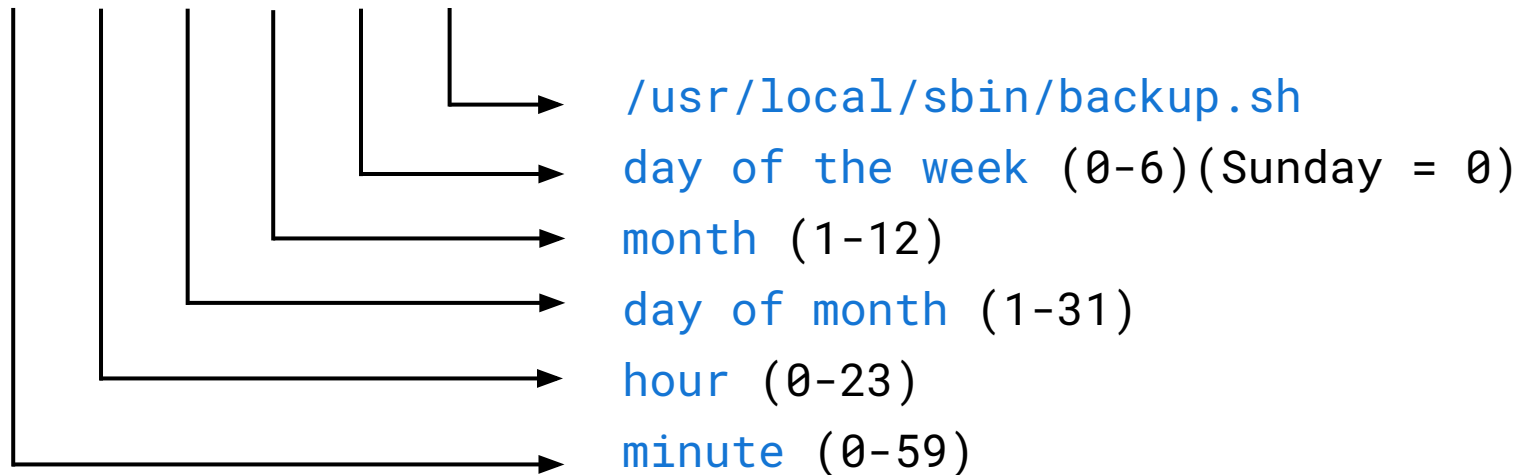 /usr/local/sbin/backup.sh
day of the week (0-6)(Sunday = 0)
month (1-12)
day of month (1-31)
hour (0-23)
minute (0-59)